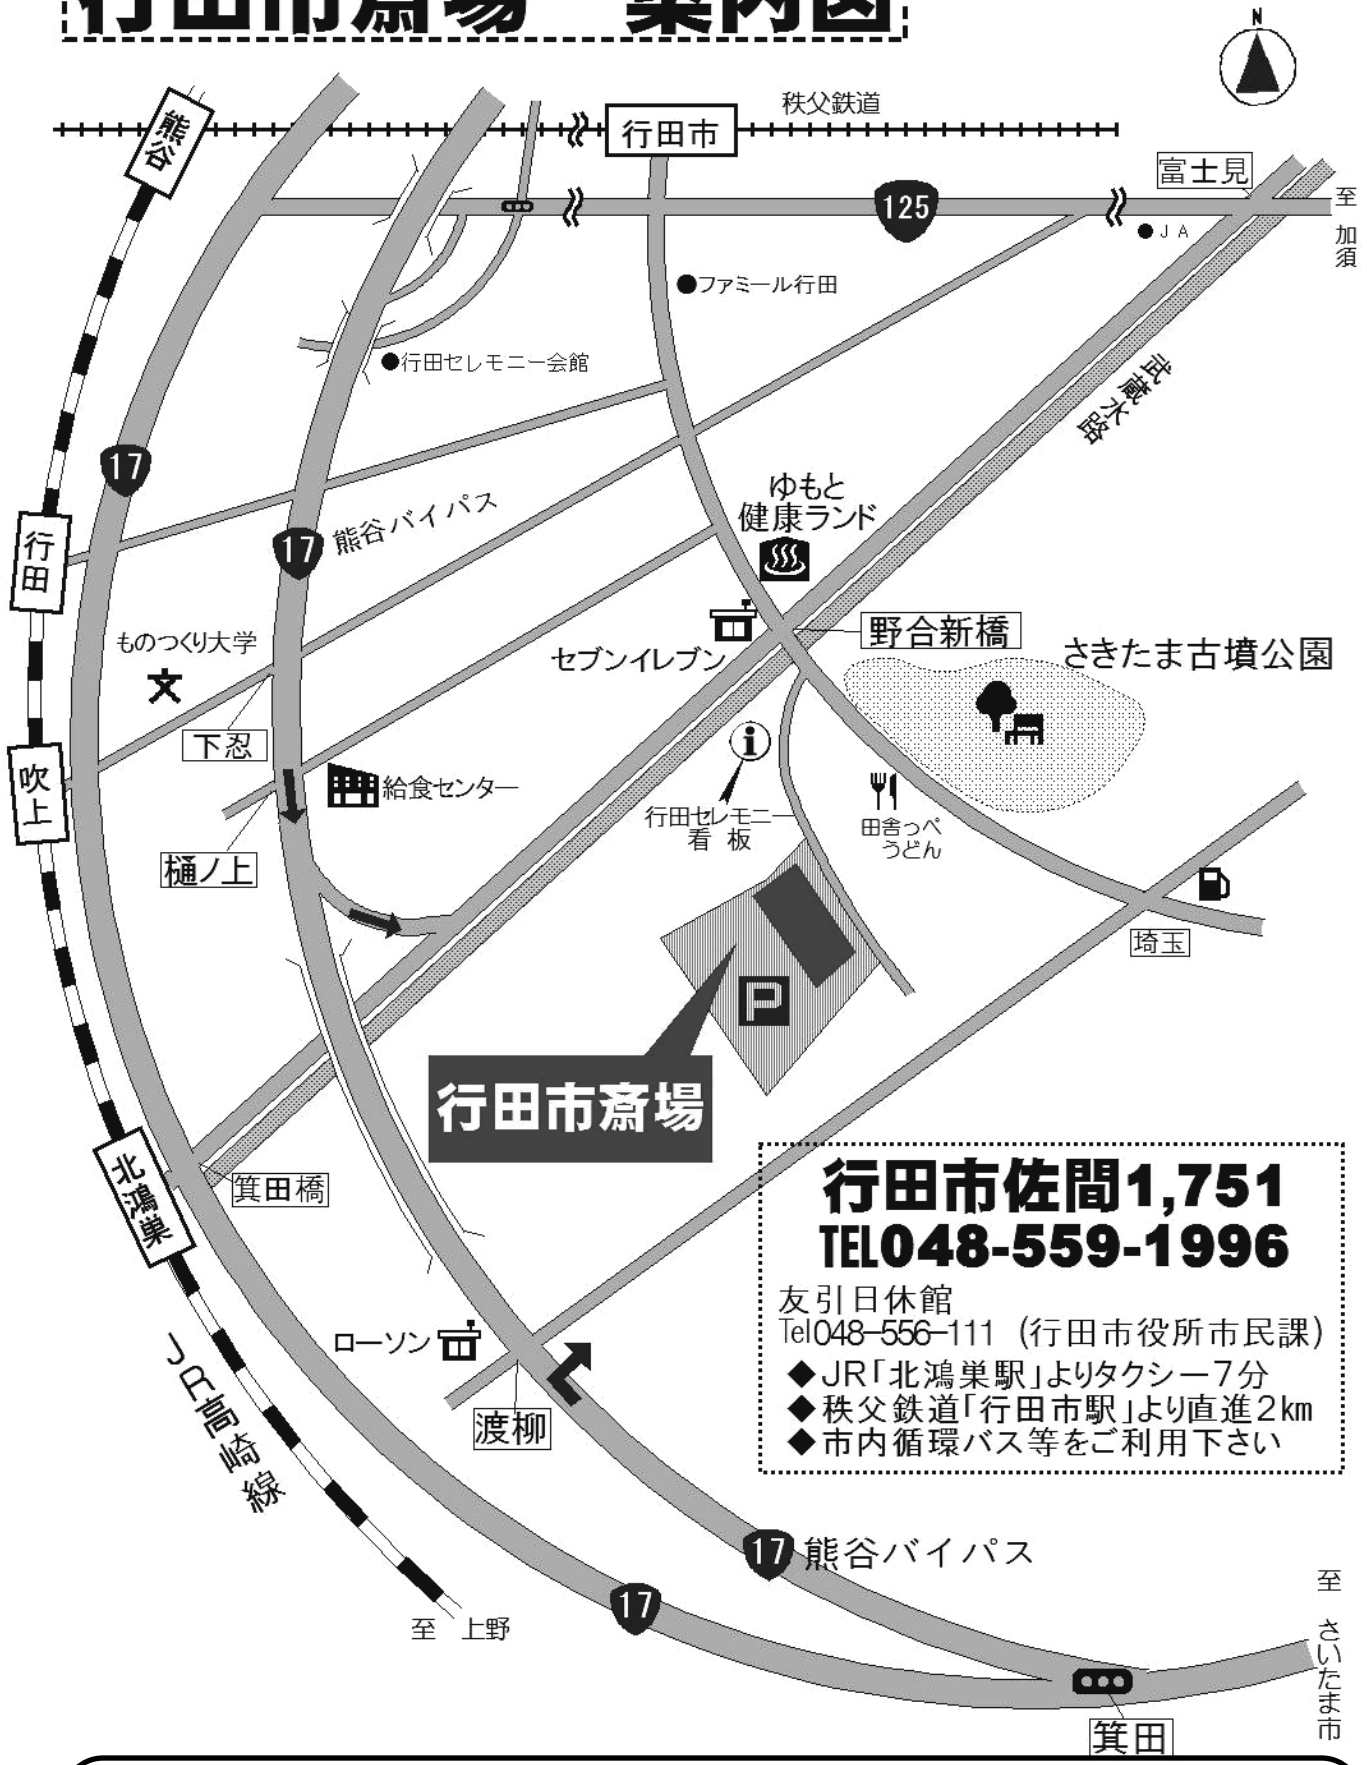 行田市斎場 案内図
N
秩父鉄道
熊谷
行田市
富士見
125
至 加須
JA
ファミール行田
行田セレモニー会館
武蔵水路
17
ゆもと
健康ランド
17
熊谷バイパス
行田
野合新橋
ものつくり大学
セブンイレブン
さきたま古墳公園
下忍
i
吹上
給食センター
行田セレモニー
看板
田舎っぺ
うどん
樋ノ上
埼玉
P
行田市斎場
北鴻巣
箕田橋
行田市佐間1,751
TEL048-559-1996
友引日休館
Tel048-556-111 (行田市役所市民課)
◆JR「北鴻巣駅」よりタクシー7分
◆秩父鉄道「行田市駅」より直進2km
◆市内循環バス等をご利用下さい
ローソン
渡柳
JR高崎線
17 熊谷バイパス
17
至 上野
至 さいたま市
箕田